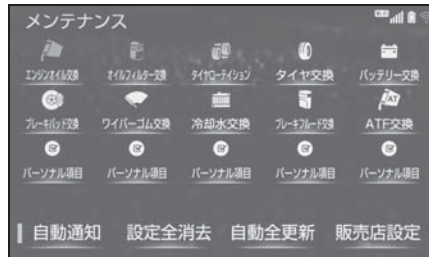 メンテナンス
エンジンオイル交換 オイルフィルター交換 タイヤローテイション タイヤ交換 バッテリー交換
ブレーキパッド交換 ワイパーゴム交換 冷却水交換 ブレーキフルード交換 ATF交換
パーソナル項目 パーソナル項目 パーソナル項目 パーソナル項目 パーソナル項目
自動通知 設定全消去 自動全更新 販売店設定